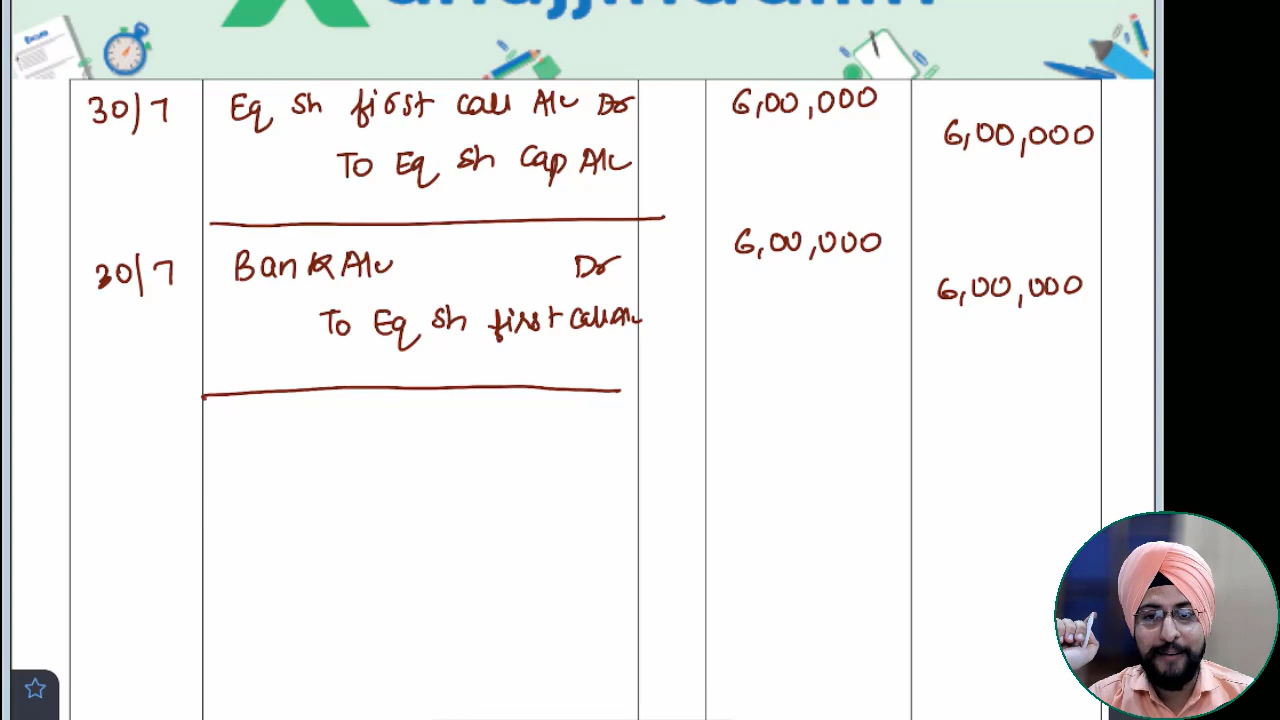 30/7 Eq Sh first call A/c Dr 6,00,000
6,00,000
To Eq Sh Cap A/c
30/7 Bank A/c Dr 6,00,000
6,00,000
To Eq Sh first call A/c